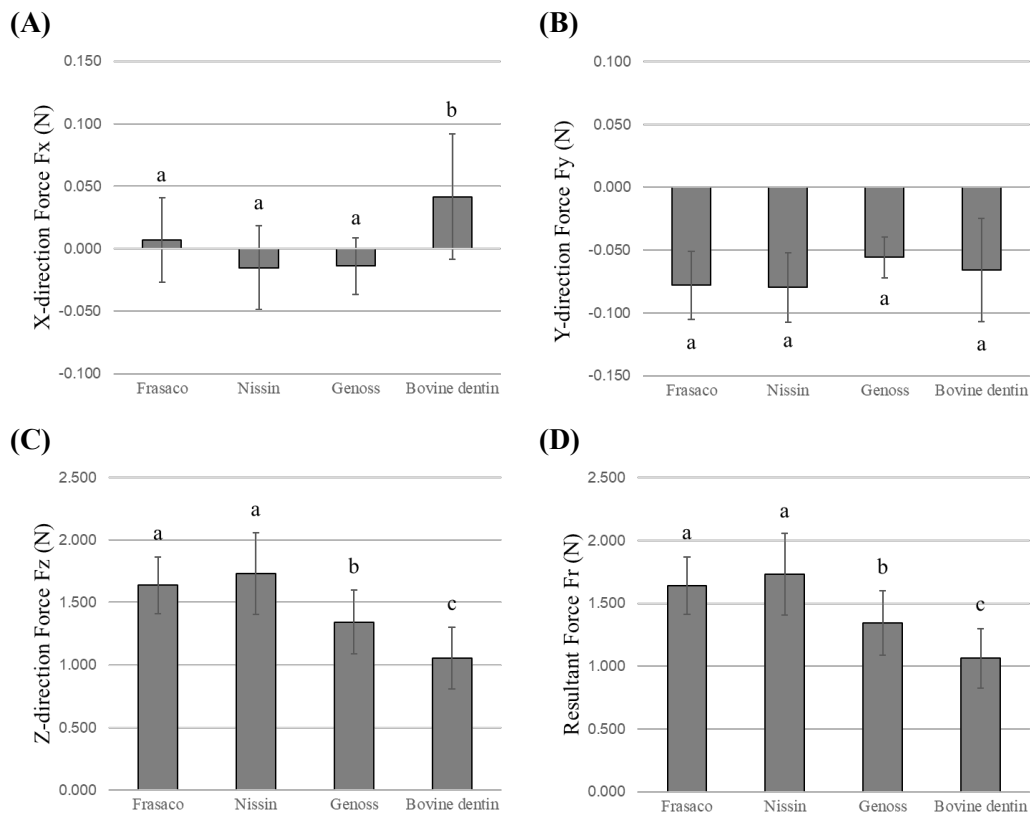 (A)
X-direction Force Fx (N)
0.150
0.100
0.050
0.000
-0.050
-0.100
a
a
a
b
Frasaco
Nissin
Genoss
Bovine dentin
(B)
Y-direction Force Fy (N)
0.100
0.050
0.000
-0.050
-0.100
-0.150
a
a
a
a
Frasaco
Nissin
Genoss
Bovine dentin
(C)
Z-direction Force Fz (N)
2.500
2.000
1.500
1.000
0.500
0.000
a
a
b
c
Frasaco
Nissin
Genoss
Bovine dentin
(D)
Resultant Force Fr (N)
2.500
2.000
1.500
1.000
0.500
0.000
a
a
b
c
Frasaco
Nissin
Genoss
Bovine dentin